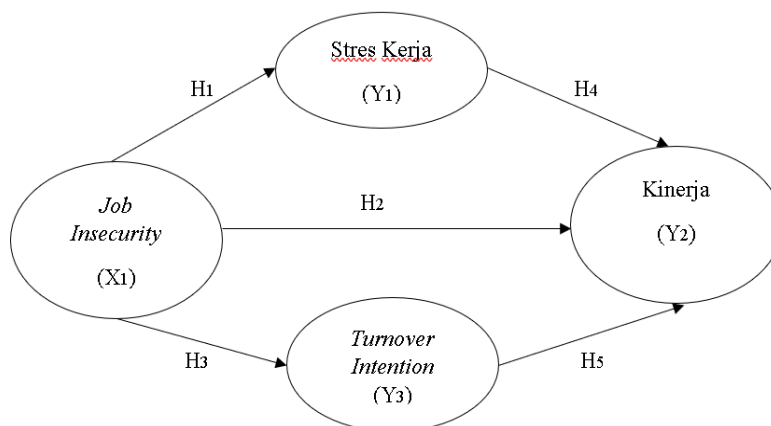 Stres Kerja
(Y1)
H1
H4
Job
Insecurity
(X1)
H2
Kinerja
(Y2)
H3
Turnover
Intention
(Y3)
H5